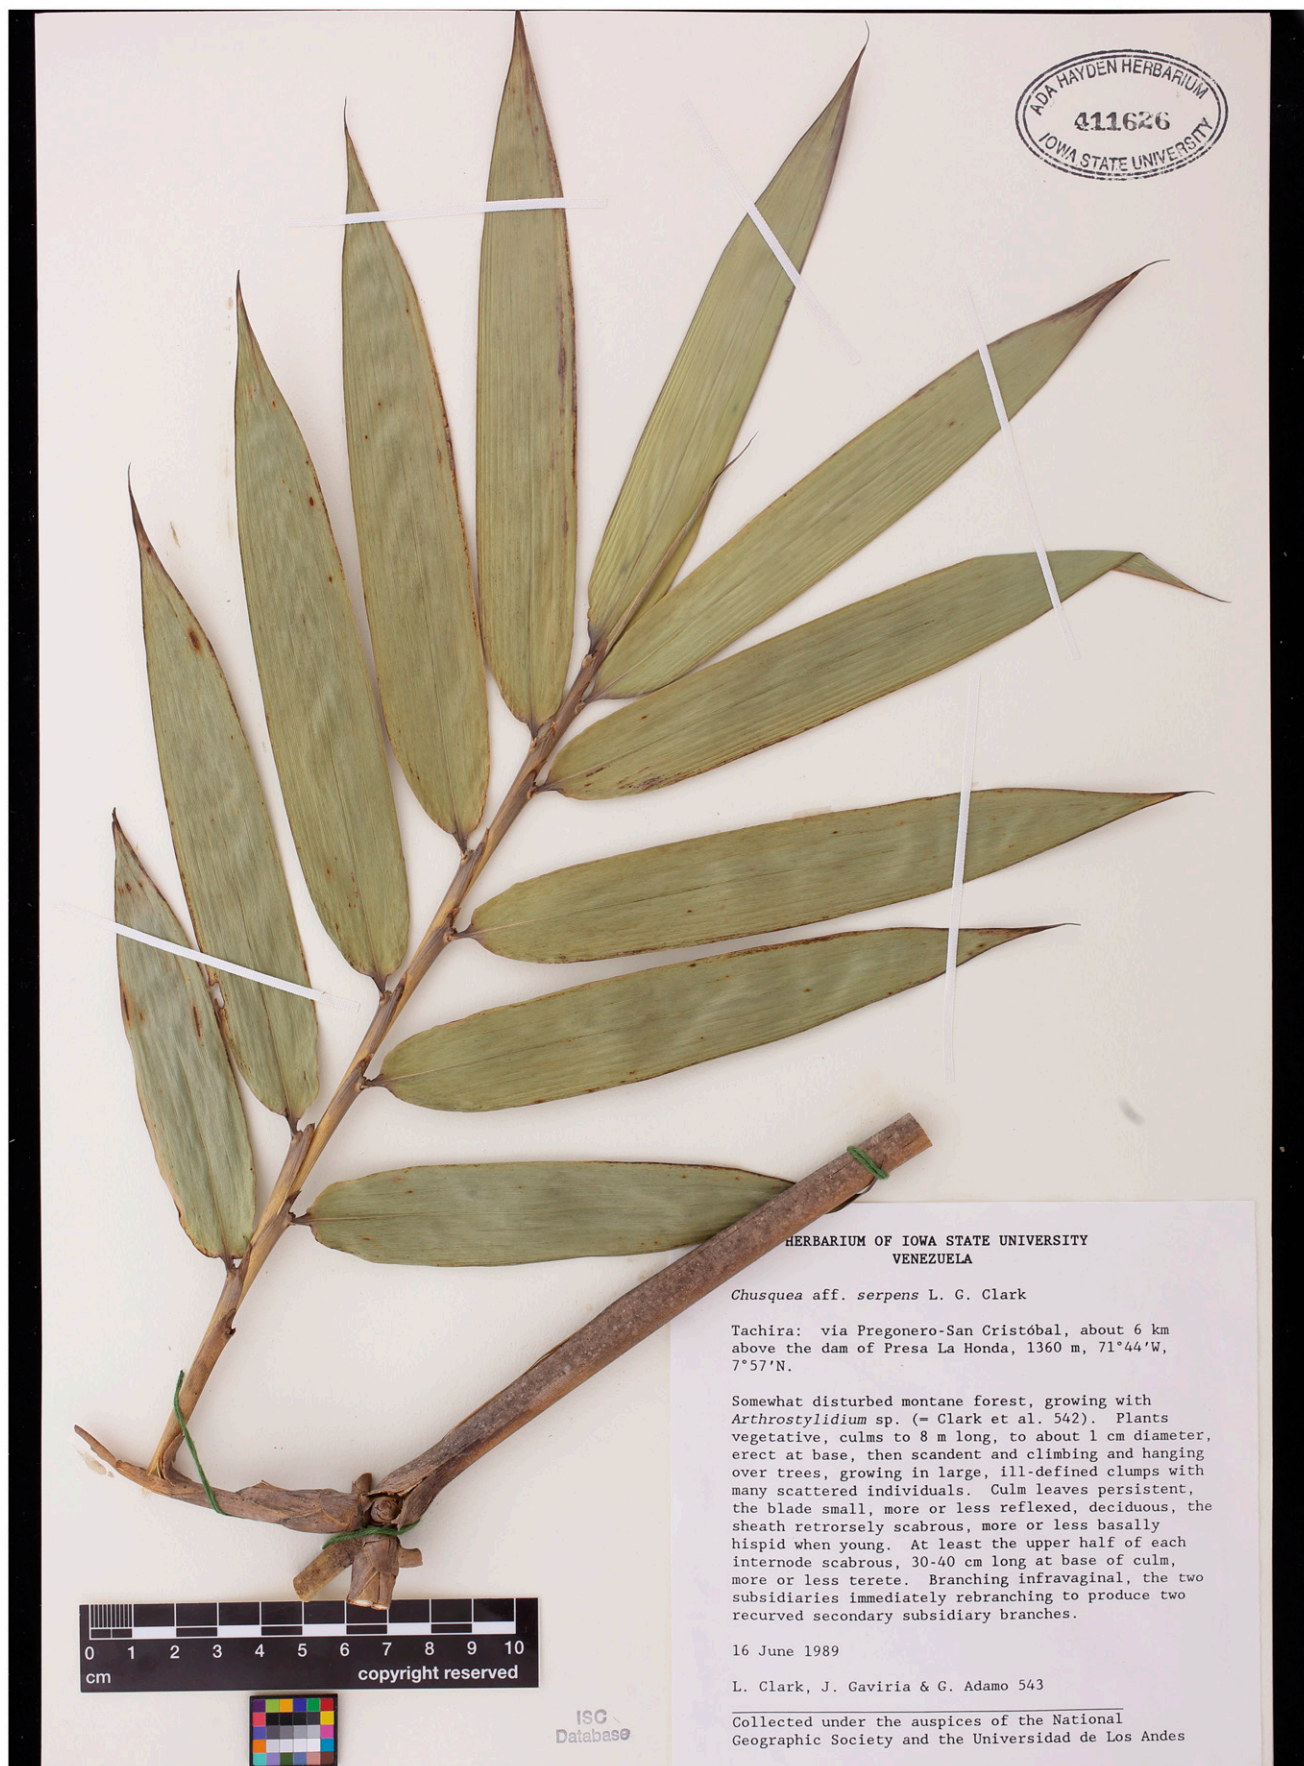 ADA HAYDEN HERBARIUM
411626
IOWA STATE UNIVERSITY
HERBARIUM OF IOWA STATE UNIVERSITY
VENEZUELA
Chusquea aff. serpens L. G. Clark
Tachira: via Pregonero-San Cristóbal, about 6 km
above the dam of Presa La Honda, 1360 m, 71°44′W,
7°57′N.
Somewhat disturbed montane forest, growing with
Arthrostylidium sp. (= Clark et al. 542). Plants
vegetative, culms to 8 m long, to about 1 cm diameter,
erect at base, then scandent and climbing and hanging
over trees, growing in large, ill-defined clumps with
many scattered individuals. Culm leaves persistent,
the blade small, more or less reflexed, deciduous, the
sheath retrorsely scabrous, more or less basally
hispid when young. At least the upper half of each
internode scabrous, 30-40 cm long at base of culm,
more or less terete. Branching infravaginal, the two
subsidiaries immediately rebranching to produce two
recurved secondary subsidiary branches.
16 June 1989
L. Clark, J. Gaviria & G. Adamo 543
Collected under the auspices of the National
Geographic Society and the Universidad de Los Andes
0 1 2 3 4 5 6 7 8 9 10
cm
copyright reserved
ISC
Database